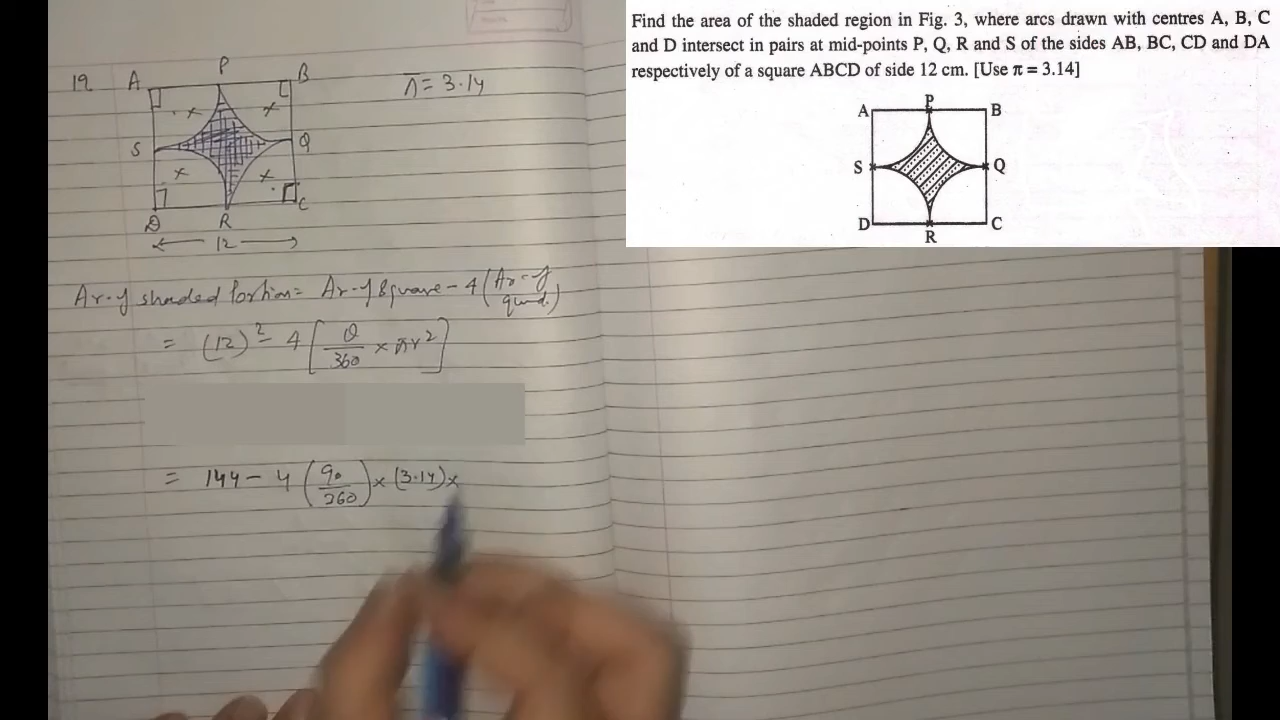 Find the area of the shaded region in Fig. 3, where arcs drawn with centres A, B, C
and D intersect in pairs at mid-points P, Q, R and S of the sides AB, BC, CD and DA
respectively of a square ABCD of side 12 cm. [Use π = 3.14]
P
A B
S Q
D C
R
19 A P B π = 3.14
S Q
D R C
12
Ar. of shaded Portion = Ar. of Square - 4 (Ar. of quad.)
= (12)² - 4 [θ/360 × πr²]
= 144 - 4 (90/360) × (3.14) ×